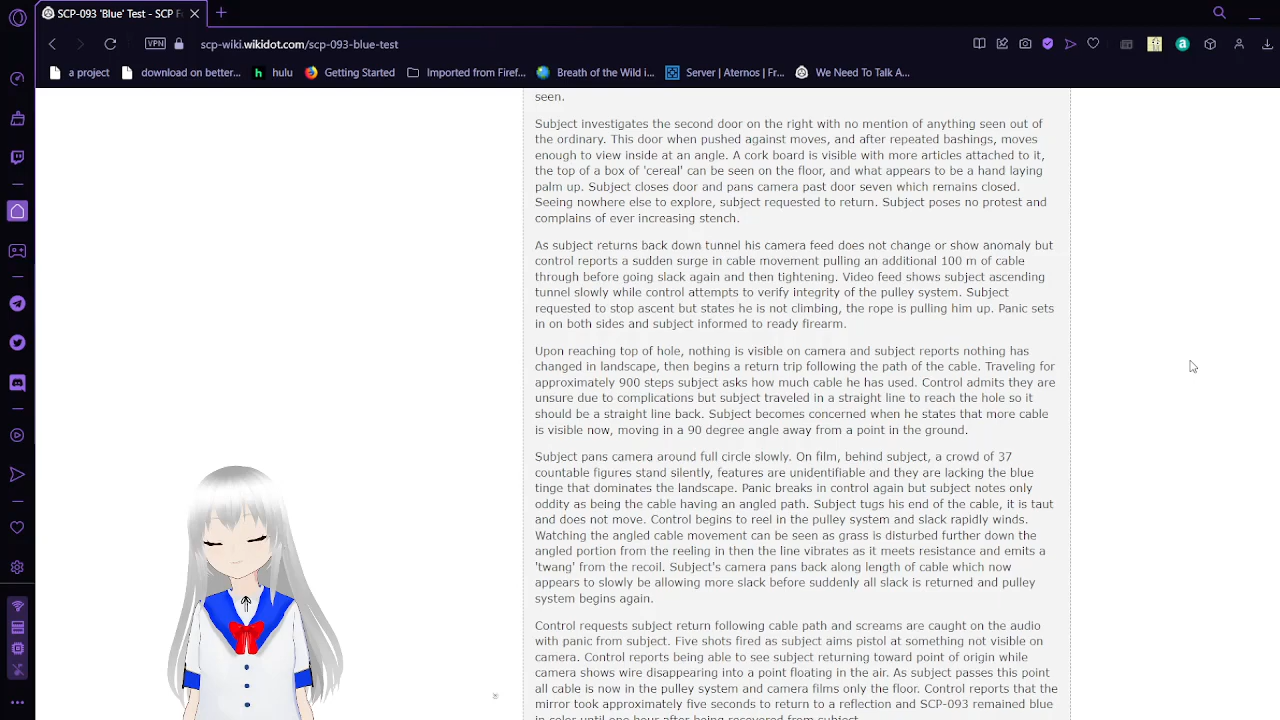 SCP-093 'Blue' Test - SCP F
scp-wiki.wikidot.com/scp-093-blue-test
VPN
a project
download on better...
hulu
Getting Started
Imported from Firef...
Breath of the Wild i...
Server | Aternos | Fr...
We Need To Talk A...
seen.
Subject investigates the second door on the right with no mention of anything seen out of
the ordinary. This door when pushed against moves, and after repeated bashings, moves
enough to view inside at an angle. A cork board is visible with more articles attached to it,
the top of a box of 'cereal' can be seen on the floor, and what appears to be a hand laying
palm up. Subject closes door and pans camera past door seven which remains closed.
Seeing nowhere else to explore, subject requested to return. Subject poses no protest and
complains of ever increasing stench.
As subject returns back down tunnel his camera feed does not change or show anomaly but
control reports a sudden surge in cable movement pulling an additional 100 m of cable
through before going slack again and then tightening. Video feed shows subject ascending
tunnel slowly while control attempts to verify integrity of the pulley system. Subject
requested to stop ascent but states he is not climbing, the rope is pulling him up. Panic sets
in on both sides and subject informed to ready firearm.
Upon reaching top of hole, nothing is visible on camera and subject reports nothing has
changed in landscape, then begins a return trip following the path of the cable. Traveling for
approximately 900 steps subject asks how much cable he has used. Control admits they are
unsure due to complications but subject traveled in a straight line to reach the hole so it
should be a straight line back. Subject becomes concerned when he states that more cable
is visible now, moving in a 90 degree angle away from a point in the ground.
Subject pans camera around full circle slowly. On film, behind subject, a crowd of 37
countable figures stand silently, features are unidentifiable and they are lacking the blue
tinge that dominates the landscape. Panic breaks in control again but subject notes only
oddity as being the cable having an angled path. Subject tugs his end of the cable, it is taut
and does not move. Control begins to reel in the pulley system and slack rapidly winds.
Watching the angled cable movement can be seen as grass is disturbed further down the
angled portion from the reeling in then the line vibrates as it meets resistance and emits a
'twang' from the recoil. Subject's camera pans back along length of cable which now
appears to slowly be allowing more slack before suddenly all slack is returned and pulley
system begins again.
Control requests subject return following cable path and screams are caught on the audio
with panic from subject. Five shots fired as subject aims pistol at something not visible on
camera. Control reports being able to see subject returning toward point of origin while
camera shows wire disappearing into a point floating in the air. As subject passes this point
all cable is now in the pulley system and camera films only the floor. Control reports that the
mirror took approximately five seconds to return to a reflection and SCP-093 remained blue
in color until one hour after being recovered from subject.